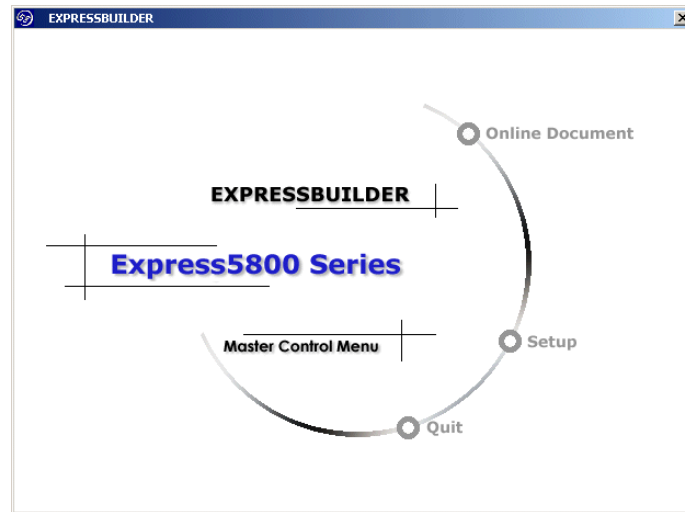 EXPRESSBUILDER
Online Document
EXPRESSBUILDER
Express5800 Series
Master Control Menu
Setup
Quit